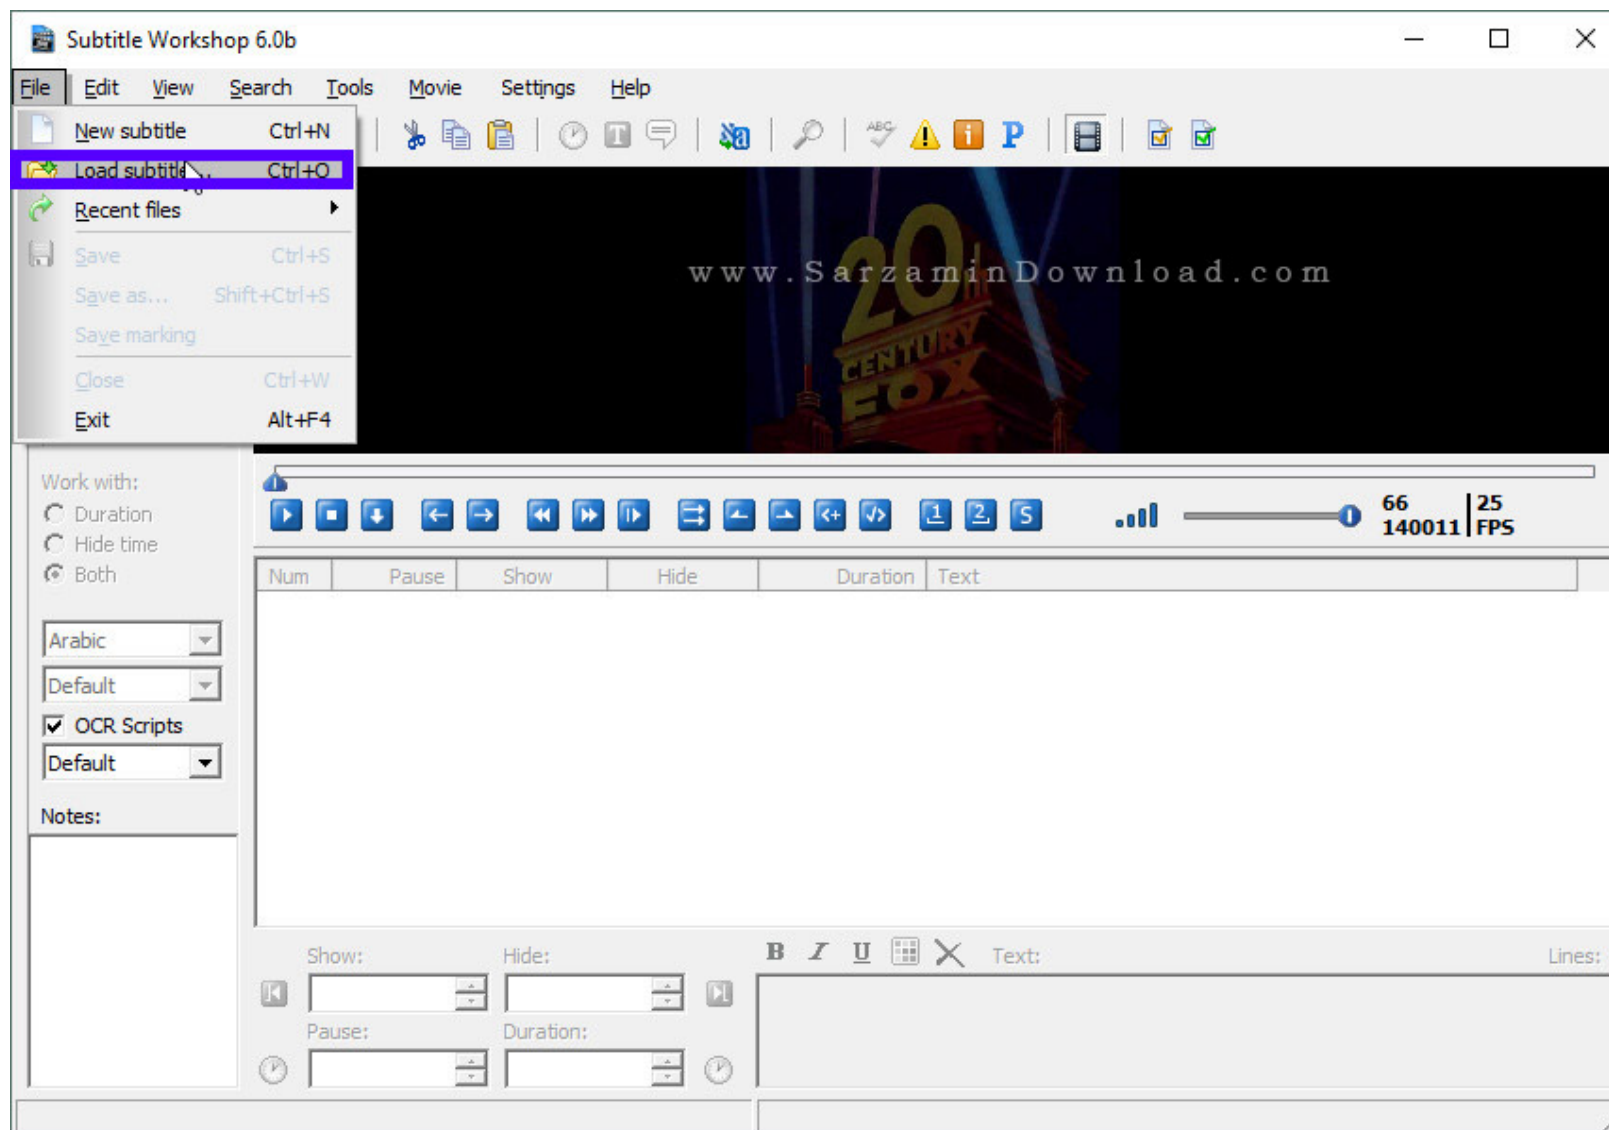 Subtitle Workshop 6.0b
File Edit View Search Tools Movie Settings Help
New subtitle Ctrl+N
Load subtitle... Ctrl+O
Recent files
Save Ctrl+S
Save as... Shift+Ctrl+S
Save marking
Close Ctrl+W
Exit Alt+F4
ABC
www.SarzaminDownload.com
20th
CENTURY
FOX
Work with:
Duration
Hide time
Both
66 25
140011 FPS
Num Pause Show Hide Duration Text
Arabic
Default
OCR Scripts
Default
Notes:
Show: Hide: B I U Text: Lines:
Pause: Duration: